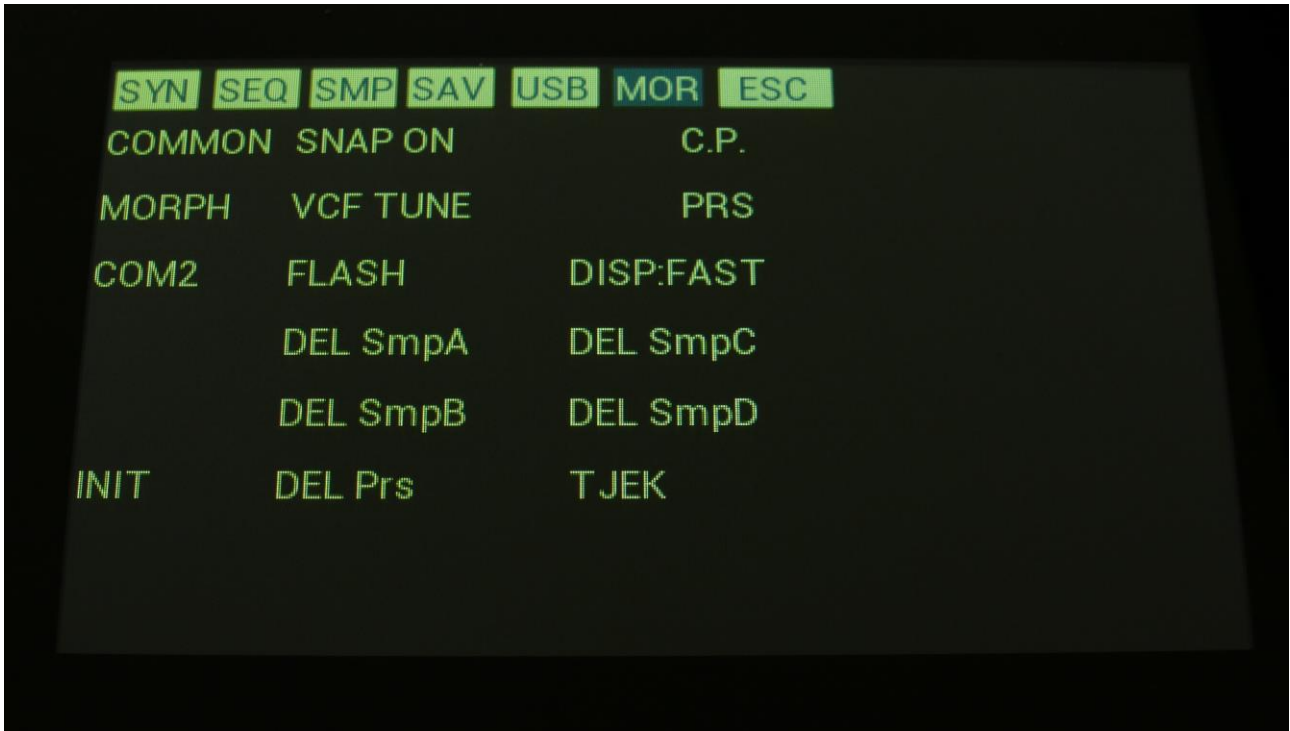 SYN SEQ SMP SAV USB MOR ESC
COMMON SNAP ON C.P.
MORPH VCF TUNE PRS
COM2 FLASH DISP:FAST
DEL SmpA DEL SmpC
DEL SmpB DEL SmpD
INIT DEL Prs TJEK